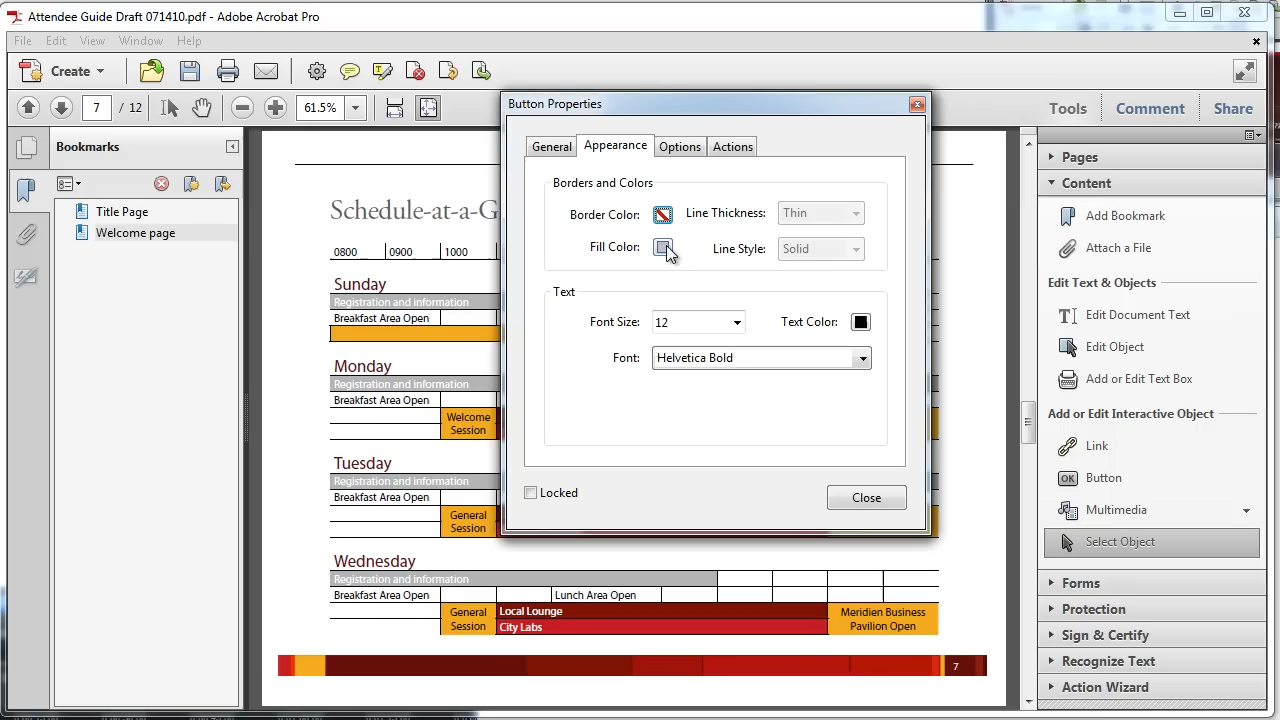 Attendee Guide Draft 071410.pdf - Adobe Acrobat Pro
File Edit View Window Help
Create
7 / 12 61.5% Tools Comment Share
Bookmarks
Title Page
Welcome page
Schedule-at-a-G
0800 0900 1000
Sunday
Registration and information
Breakfast Area Open
Monday
Registration and information
Breakfast Area Open
Welcome
Session
Tuesday
Registration and information
Breakfast Area Open
General
Session
Wednesday
Registration and information
Breakfast Area Open Lunch Area Open
General
Session
Local Lounge
City Labs
Meridien Business
Pavilion Open
7
Button Properties
General Appearance Options Actions
Borders and Colors
Border Color: Line Thickness: Thin
Fill Color: Line Style: Solid
Text
Font Size: 12 Text Color:
Font: Helvetica Bold
Locked
Close
Pages
Content
Add Bookmark
Attach a File
Edit Text & Objects
Edit Document Text
Edit Object
Add or Edit Text Box
Add or Edit Interactive Object
Link
OK Button
Multimedia
Select Object
Forms
Protection
Sign & Certify
Recognize Text
Action Wizard